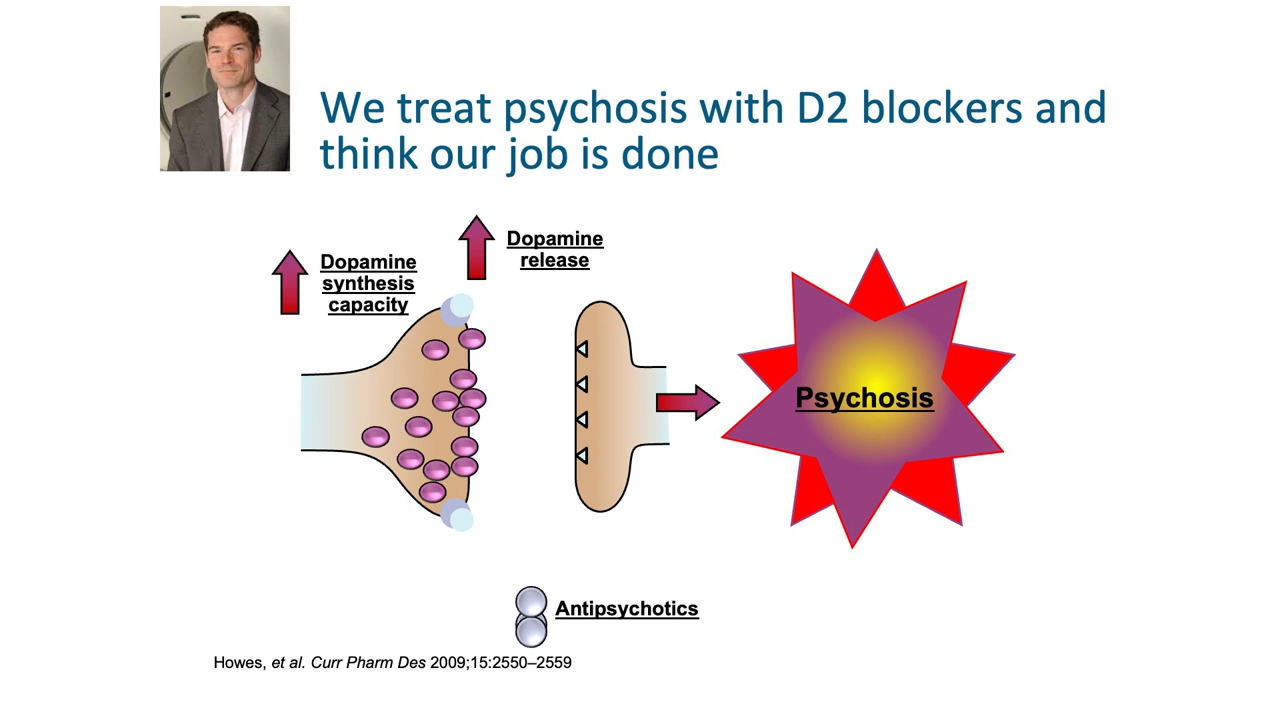 We treat psychosis with D2 blockers and
think our job is done
Dopamine
release
Dopamine
synthesis
capacity
Psychosis
Antipsychotics
Howes, et al. Curr Pharm Des 2009;15:2550–2559